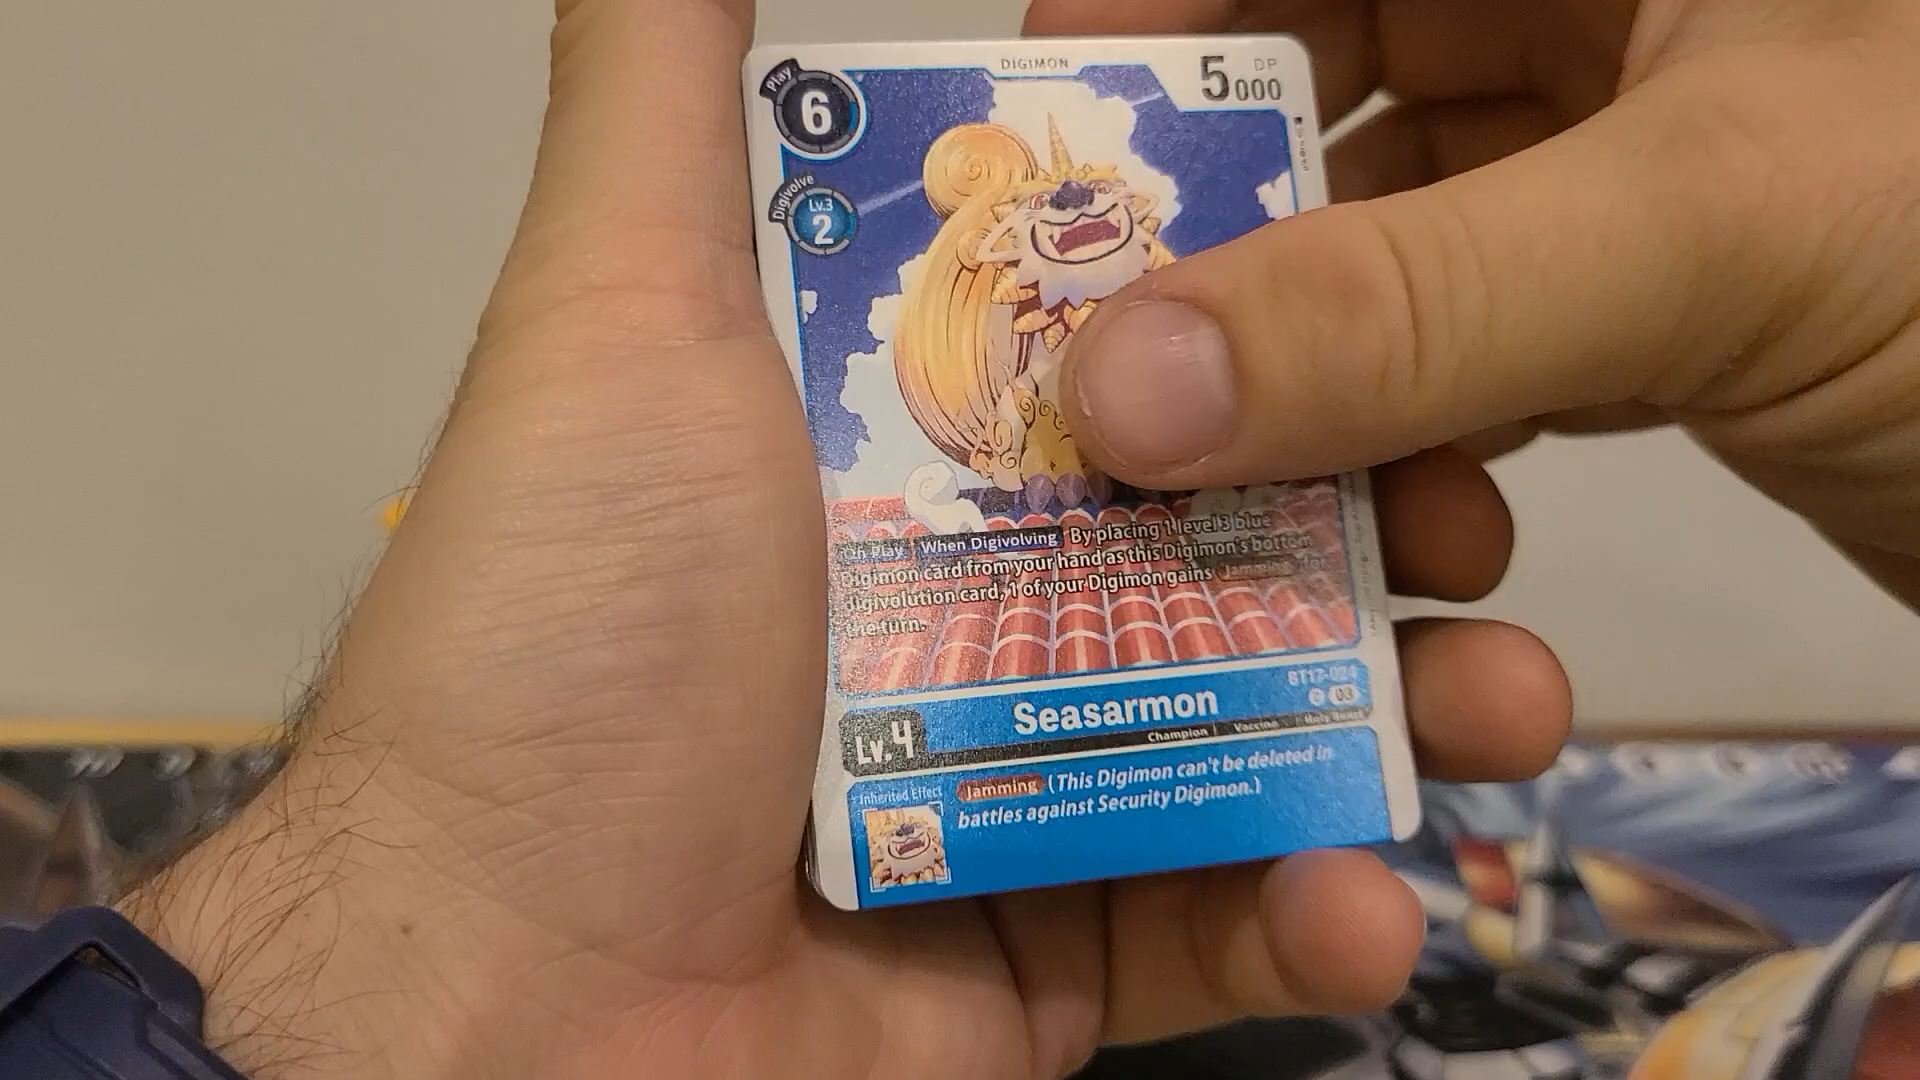 DIGIMON
Play
6
DP
5000
Digivolve
Lv.3
2
On Play When Digivolving By placing 1 level 3 blue
Digimon card from your hand as this Digimon's bottom
digivolution card, 1 of your Digimon gains Jamming for
the turn.
BT17-024
C 03
Lv.4
Seasarmon
Champion | Vaccine | Holy Beast
Inherited Effect
Jamming (This Digimon can't be deleted in
battles against Security Digimon.)